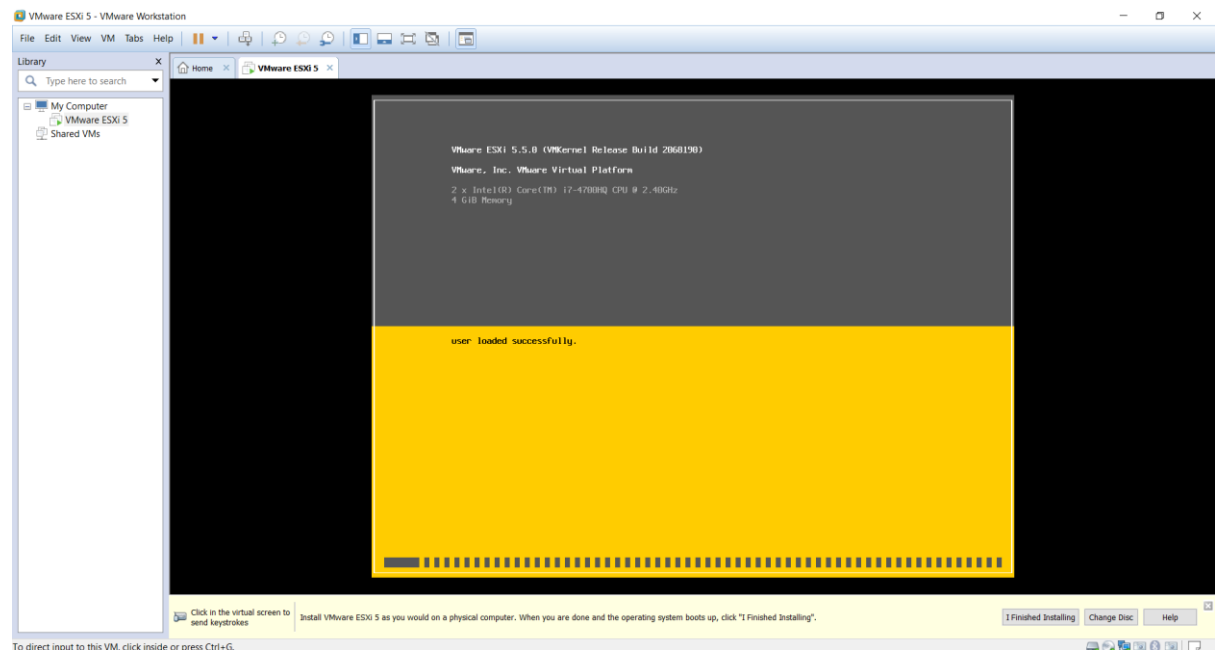 VMware ESXi 5 - VMware Workstation
File Edit View VM Tabs Help
Library X
Home × VMware ESXi 5 ×
Type here to search
My Computer
VMware ESXi 5
Shared VMs
VMware ESXi 5.5.0 (VMKernel Release Build 2068190)
VMware, Inc. VMware Virtual Platform
2 x Intel(R) Core(TM) i7-4700HQ CPU @ 2.40GHz
4 GiB Memory
user loaded successfully.
Click in the virtual screen to
send keystrokes
Install VMware ESXi 5 as you would on a physical computer. When you are done and the operating system boots up, click "I Finished Installing".
I Finished Installing Change Disc Help
To direct input to this VM, click inside or press Ctrl+G.